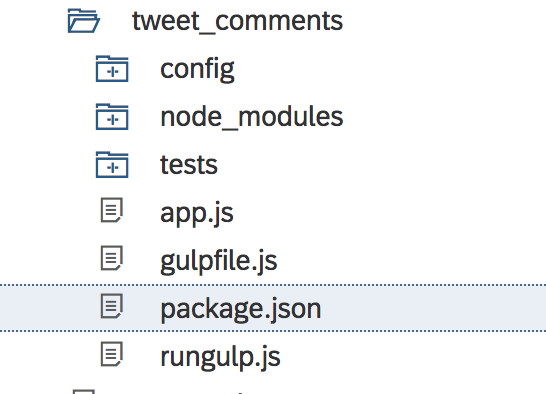 tweet_comments
config
node_modules
tests
app.js
gulpfile.js
package.json
rungulp.js